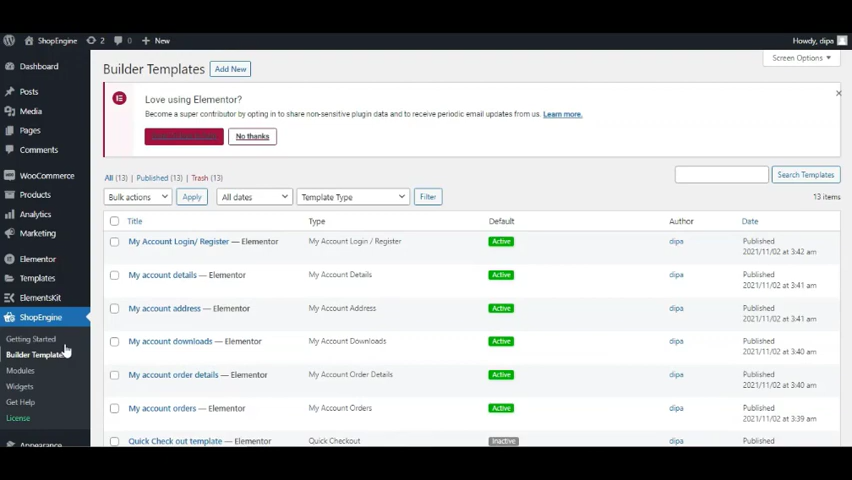 ShopEngine 2 0 New Howdy, dipa
Dashboard
Posts
Media
Pages
Comments
WooCommerce
Products
Analytics
Marketing
Elementor
Templates
ElementsKit
ShopEngine
Getting Started
Builder Template
Modules
Widgets
Get Help
License
Appearance
Screen Options
Builder Templates Add New
Love using Elementor?
Become a super contributor by opting in to share non-sensitive plugin data and to receive periodic email updates from us. Learn more.
No thanks
All (13) | Published (13) | Trash (13)
Search Templates
Bulk actions Apply All dates Template Type Filter 13 items
Title Type Default Author Date
My Account Login/ Register — Elementor My Account Login / Register Active dipa Published
2021/11/02 at 3:42 am
My account details — Elementor My Account Details Active dipa Published
2021/11/02 at 3:41 am
My account address — Elementor My Account Address Active dipa Published
2021/11/02 at 3:41 am
My account downloads — Elementor My Account Downloads Active dipa Published
2021/11/02 at 3:40 am
My account order details — Elementor My Account Order Details Active dipa Published
2021/11/02 at 3:40 am
My account orders — Elementor My Account Orders Active dipa Published
2021/11/02 at 3:39 am
Quick Check out template — Elementor Quick Checkout Inactive dipa Published